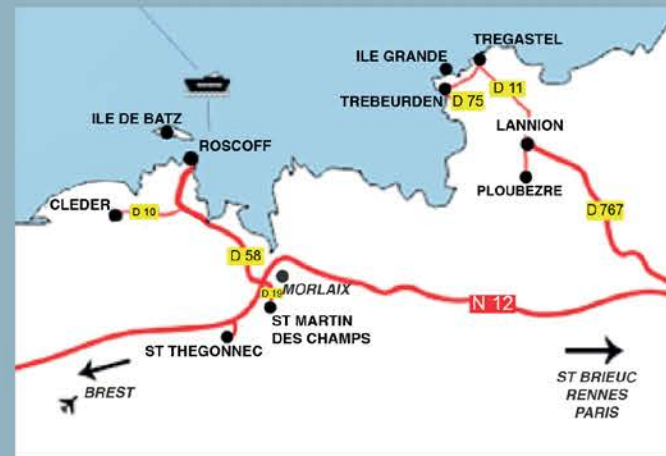 TREGASTEL
ILE GRANDE
TREBEURDEN
D 75
D 11
ILE DE BATZ
ROSCOFF
LANNION
PLOUBEZRE
CLEDER
D 10
D 767
D 58
D 19
MORLAIX
N 12
ST MARTIN
DES CHAMPS
ST THEGONNEC
BREST
ST BRIEUC
RENNES
PARIS